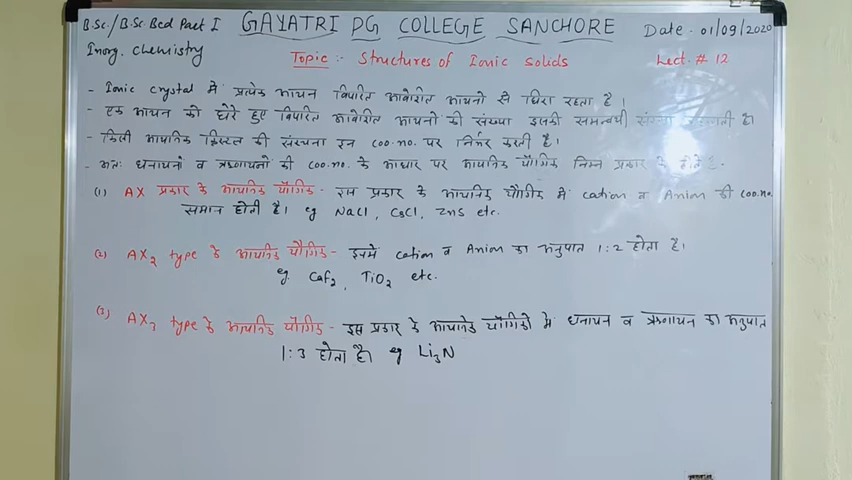 B.Sc./B.Sc.Bed Part I GAYATRI PG COLLEGE SANCHORE Date. 01/09/2020
Inorg. Chemistry Topic:- Structures of Ionic Solids Lect. # 12
- Ionic crystal में प्रत्येक आयन विपरित आवेशित आयनो से घिरा रहता है।
- एक आयन को घेरे हुए विपरित आवेशित आयनों की संख्या इसकी समन्वयी संख्या है।
- किसी आयनिक क्रिस्टल की संरचना इन coo.no. पर निर्भर करती है।
- अतः धनायनो व ऋणायनो की coo.no. के आधार पर आयनिक यौगिक निम्न प्रकार के होते है-
(1) AX प्रकार के आयनिक यौगिक - इस प्रकार के आयनिक यौगिक में cation व Anion की coo.no.
समान होती है। eg NaCl, CsCl, ZnS etc.
(2) AX2 type के आयनिक यौगिक - इनमे cation व Anion का अनुपात 1:2 होता है।
eg. CaF2, TiO2 etc.
(3) AX3 type के आयनिक यौगिक - इस प्रकार के आयनिक यौगिको में धनायन व ऋणायन का अनुपात
1:3 होता है। eg Li3N